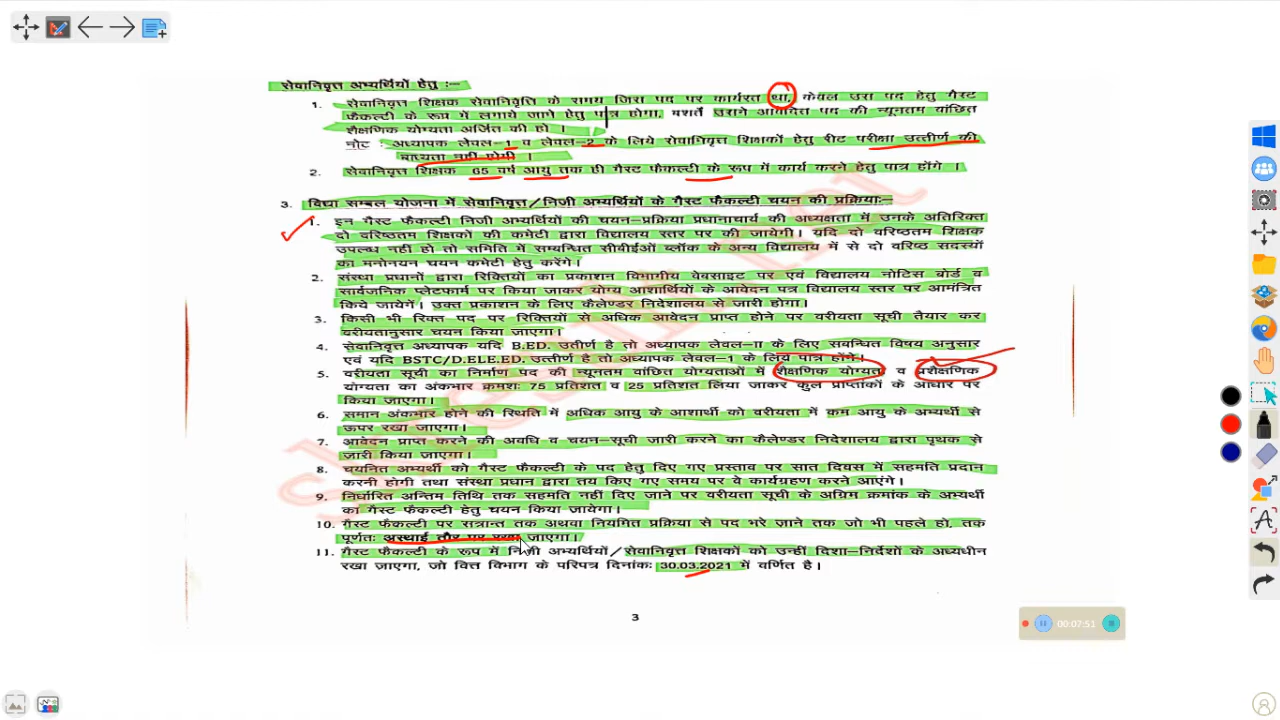 सेवानिवृत्त अभ्यर्थियों हेतु :–
1. सेवानिवृत्त शिक्षक सेवानिवृत्ति के समय जिस पद पर कार्यरत था, केवल उस पद हेतु गैस्ट
फैकल्टी के रूप में लगाये जाने हेतु पात्र होगा, बशर्ते उसने आवेदित पद की न्यूनतम वांछित
शैक्षणिक योग्यता अर्जित की हो ।
नोट : अध्यापक लेवल-1 व लेवल-2 के लिये सेवानिवृत्त शिक्षकों हेतु रीट परीक्षा उत्तीर्ण की
बाध्यता नहीं होगी ।
2. सेवानिवृत्त शिक्षक 65 वर्ष आयु तक ही गैस्ट फैकल्टी के रूप में कार्य करने हेतु पात्र होंगे ।
3. विद्या सम्बल योजना में सेवानिवृत्त/निजी अभ्यर्थियों के गैस्ट फैकल्टी चयन की प्रक्रियाः–
1. इन गैस्ट फैकल्टी निजी अभ्यर्थियों की चयन-प्रक्रिया प्रधानाचार्य की अध्यक्षता में उनके अतिरिक्त
दो वरिष्ठतम शिक्षकों की कमेटी द्वारा विद्यालय स्तर पर की जायेगी। यदि दो वरिष्ठतम शिक्षक
उपलब्ध नहीं हो तो समिति में सम्बन्धित सीबीईओ ब्लॉक के अन्य विद्यालय में से दो वरिष्ठ सदस्यों
का मनोनयन चयन कमेटी हेतु करेंगे।
2. संस्था प्रधानों द्वारा रिक्तियों का प्रकाशन विभागीय वेबसाइट पर एवं विद्यालय नोटिस बोर्ड व
सार्वजनिक प्लेटफार्म पर किया जाकर योग्य आशार्थियों के आवेदन पत्र विद्यालय स्तर पर आमंत्रित
किये जायेगें। उक्त प्रकाशन के लिए कैलेण्डर निदेशालय से जारी होगा।
3. किसी भी रिक्त पद पर रिक्तियों से अधिक आवेदन प्राप्त होने पर वरीयता सूची तैयार कर
वरीयतानुसार चयन किया जाएगा।
4. सेवानिवृत्त अध्यापक यदि B.ED. उतीर्ण है तो अध्यापक लेवल-II के लिए सबन्धित विषय अनुसार
एवं यदि BSTC/D.ELE.ED. उत्तीर्ण है तो अध्यापक लेवल-1 के लिये पात्र होंगे।
5. वरीयता सूची का निर्माण पद की न्यूनतम वांछित योग्यताओं में शैक्षणिक योग्यता व प्रशैक्षणिक
योग्यता का अंकभार क्रमशः 75 प्रतिशत व 25 प्रतिशत लिया जाकर कुल प्राप्तांकों के आधार पर
किया जाएगा।
6. समान अंकभार होने की स्थिति में अधिक आयु के आशार्थी को वरीयता में कम आयु के अभ्यर्थी से
ऊपर रखा जाएगा।
7. आवेदन प्राप्त करने की अवधि व चयन-सूची जारी करने का कैलेण्डर निदेशालय द्वारा पृथक से
जारी किया जाएगा।
8. चयनित अभ्यर्थी को गैस्ट फैकल्टी के पद हेतु दिए गए प्रस्ताव पर सात दिवस में सहमति प्रदान
करनी होगी तथा संस्था प्रधान द्वारा तय किए गए समय पर वे कार्यग्रहण करने आएंगे।
9. निर्धारित अन्तिम तिथि तक सहमति नहीं दिए जाने पर वरीयता सूची के अग्रिम क्रमांक के अभ्यर्थी
का गैस्ट फैकल्टी हेतु चयन किया जायेगा।
10. गैस्ट फैकल्टी पर सत्रान्त तक अथवा नियमित प्रक्रिया से पद भरे जाने तक जो भी पहले हो, तक
पूर्णतः अस्थाई तौर पर रखा जाएगा।
11. गैस्ट फैकल्टी के रूप में निजी अभ्यर्थियों/सेवानिवृत्त शिक्षकों को उन्हीं दिशा-निर्देशों के अध्यधीन
रखा जाएगा, जो वित्त विभाग के परिपत्र दिनांकः 30.03.2021 में वर्णित है।
3
00:07:51